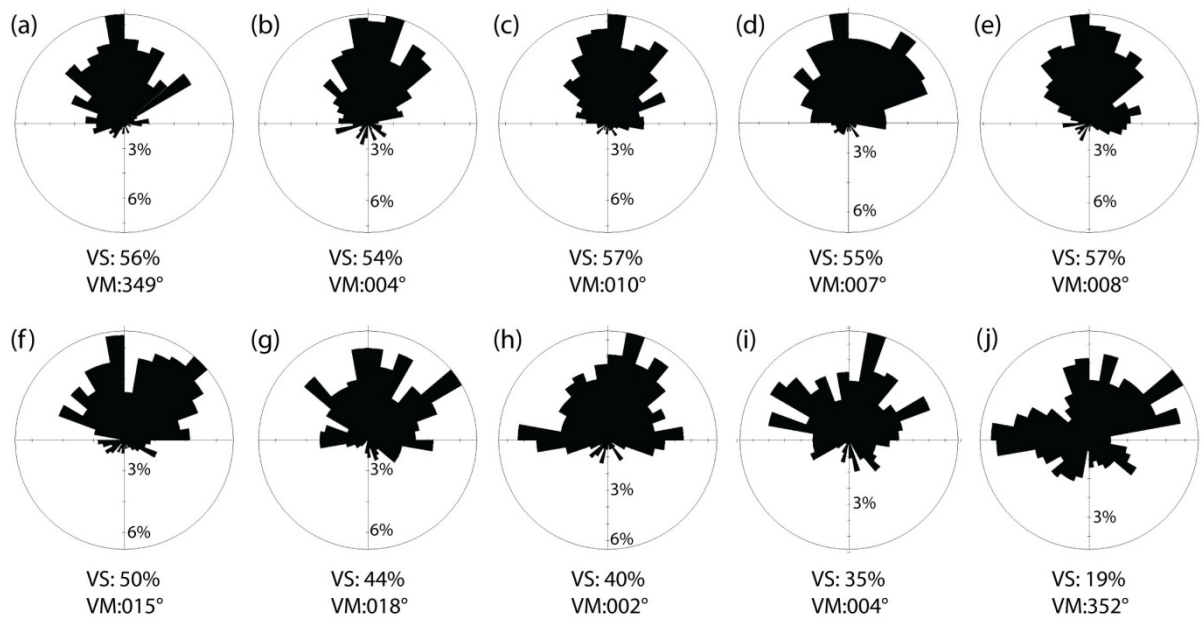 (a) (b) (c) (d) (e)
3% 3% 3% 3% 3%
6% 6% 6% 6% 6%
VS: 56% VS: 54% VS: 57% VS: 55% VS: 57%
VM:349° VM:004° VM:010° VM:007° VM:008°
(f) (g) (h) (i) (j)
3% 3% 3% 3% 3%
6% 6% 6%
VS: 50% VS: 44% VS: 40% VS: 35% VS: 19%
VM:015° VM:018° VM:002° VM:004° VM:352°